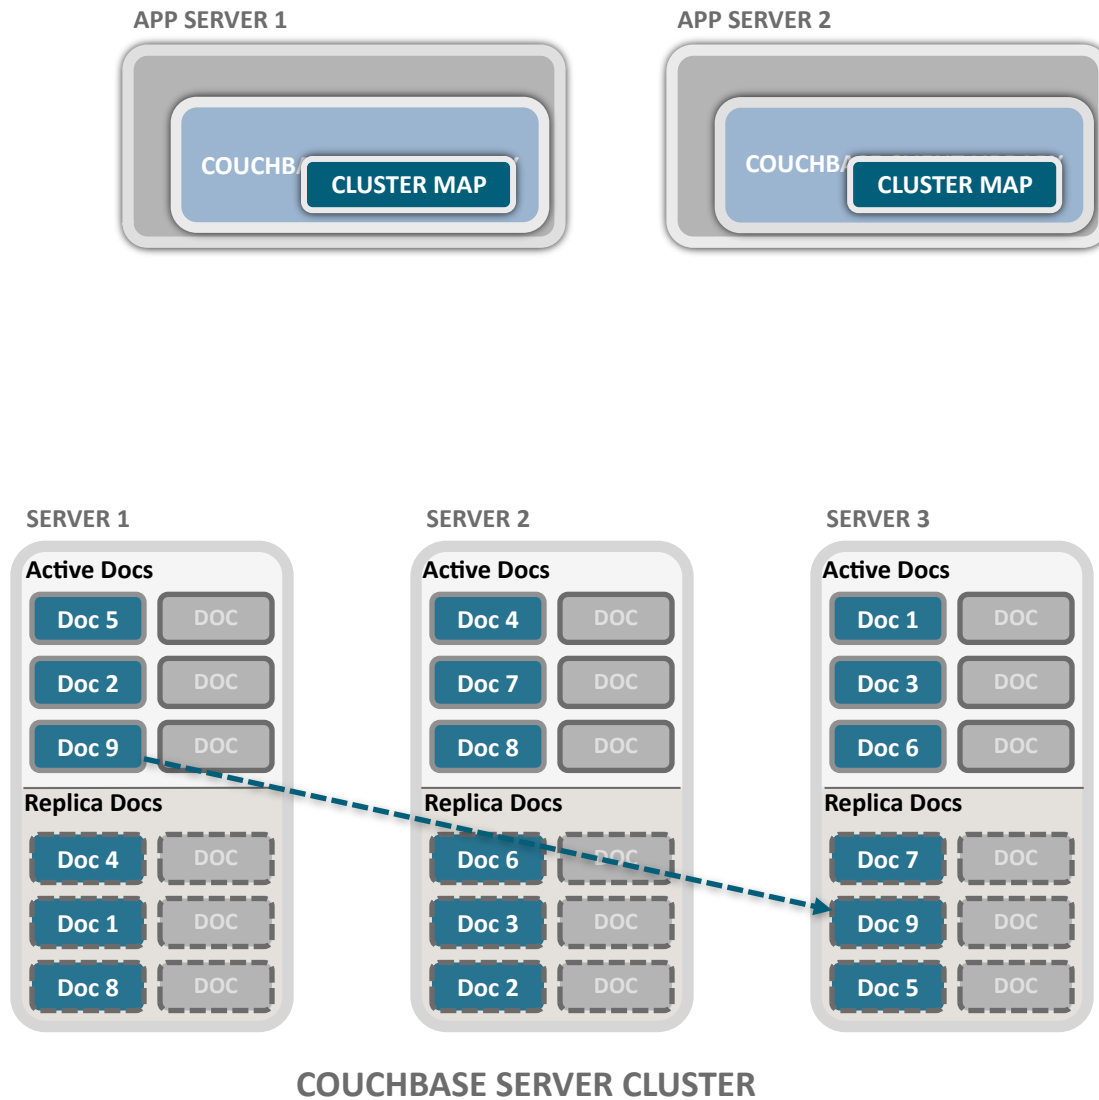 APP SERVER 1
APP SERVER 2
CLUSTER MAP
CLUSTER MAP
SERVER 1
SERVER 2
SERVER 3
Active Docs
Active Docs
Active Docs
Doc 5 DOC
Doc 4 DOC
Doc 1 DOC
Doc 2 DOC
Doc 7 DOC
Doc 3 DOC
Doc 9 DOC
Doc 8 DOC
Doc 6 DOC
Replica Docs
Replica Docs
Replica Docs
Doc 4 DOC
Doc 6 DOC
Doc 7 DOC
Doc 1 DOC
Doc 3 DOC
Doc 9 DOC
Doc 8 DOC
Doc 2 DOC
Doc 5 DOC
COUCHBASE SERVER CLUSTER